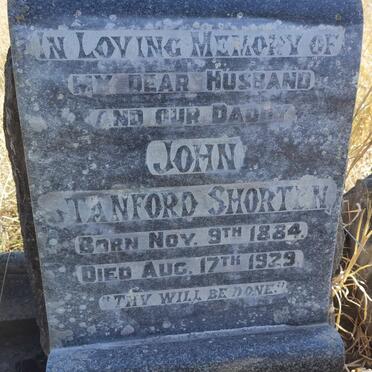 IN LOVING MEMORY OF
MY DEAR HUSBAND
AND OUR DADDY
JOHN
STANFORD SHORTEN
BORN NOV. 9TH 1884
DIED AUG. 17TH 1929
"THY WILL BE DONE"